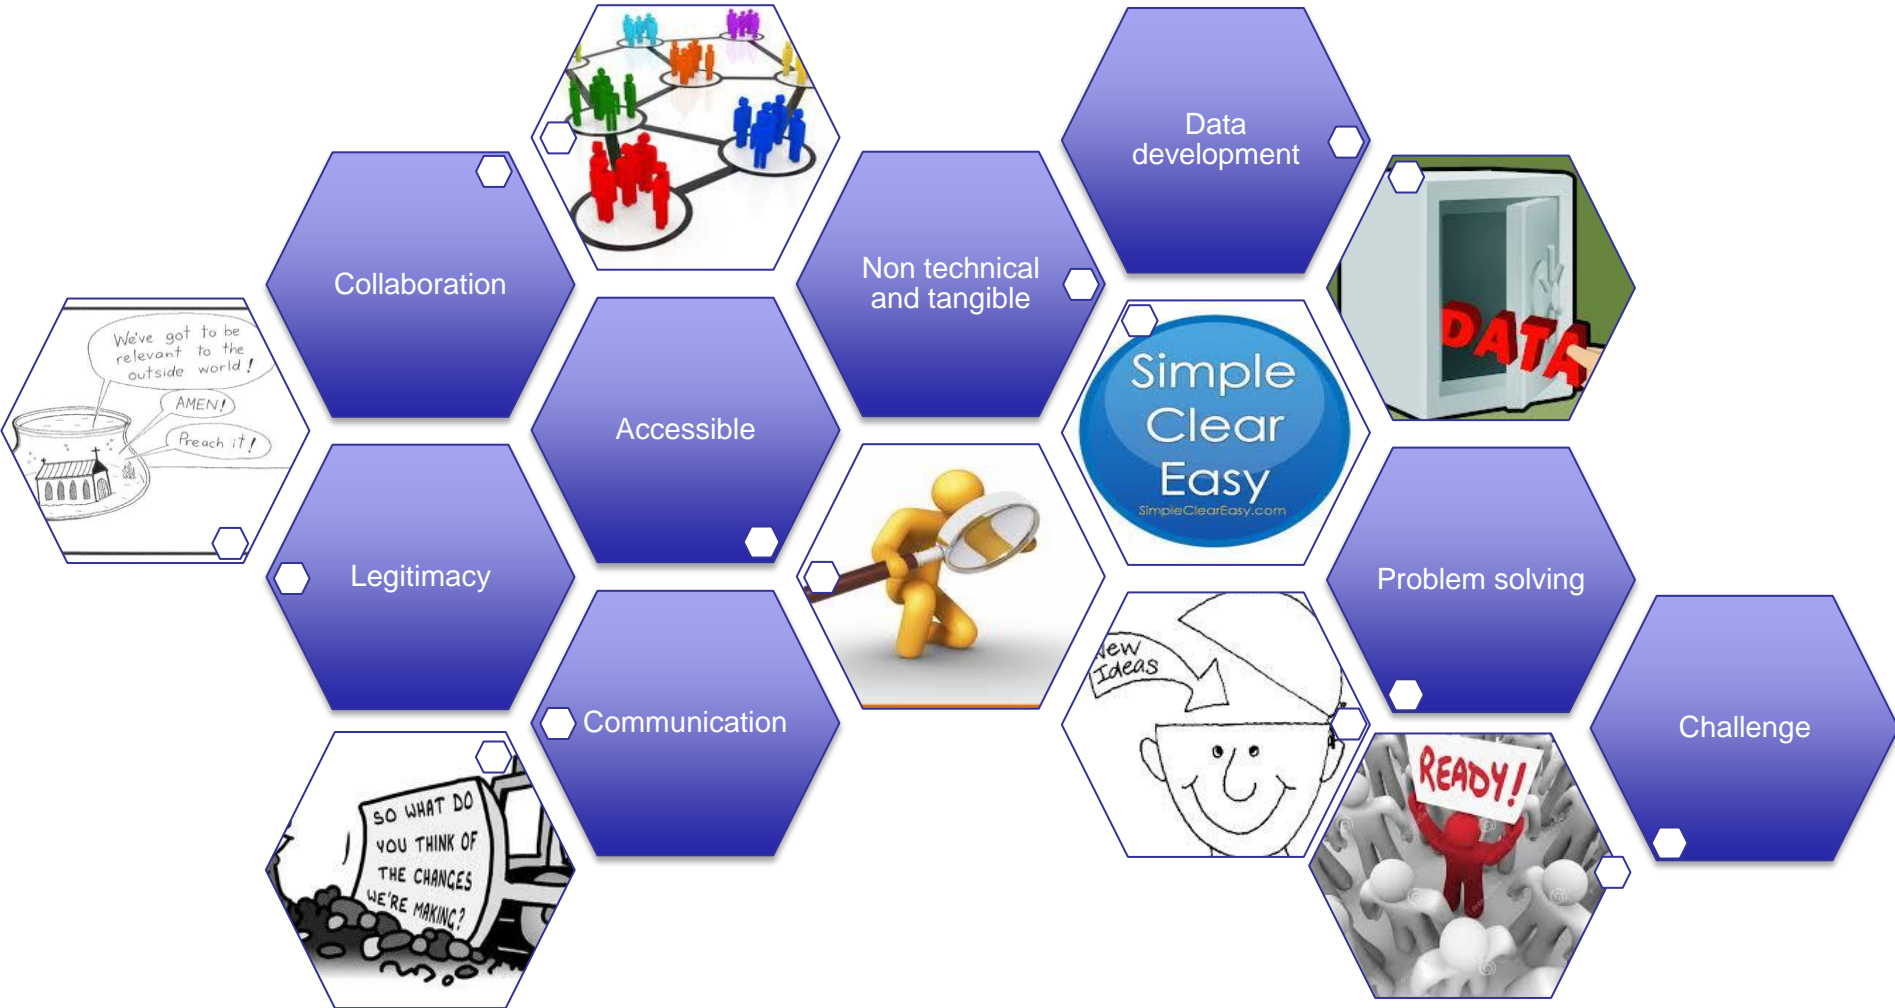 Data
development
Collaboration
Non technical
and tangible
DATA
We've got to be
relevant to the
outside world!
AMEN!
Preach it!
Accessible
Simple
Clear
Easy
SimpleClearEasy.com
Legitimacy
Problem solving
New
Ideas
Communication
Challenge
READY!
SO WHAT DO
YOU THINK OF
THE CHANGES
WE'RE MAKING?